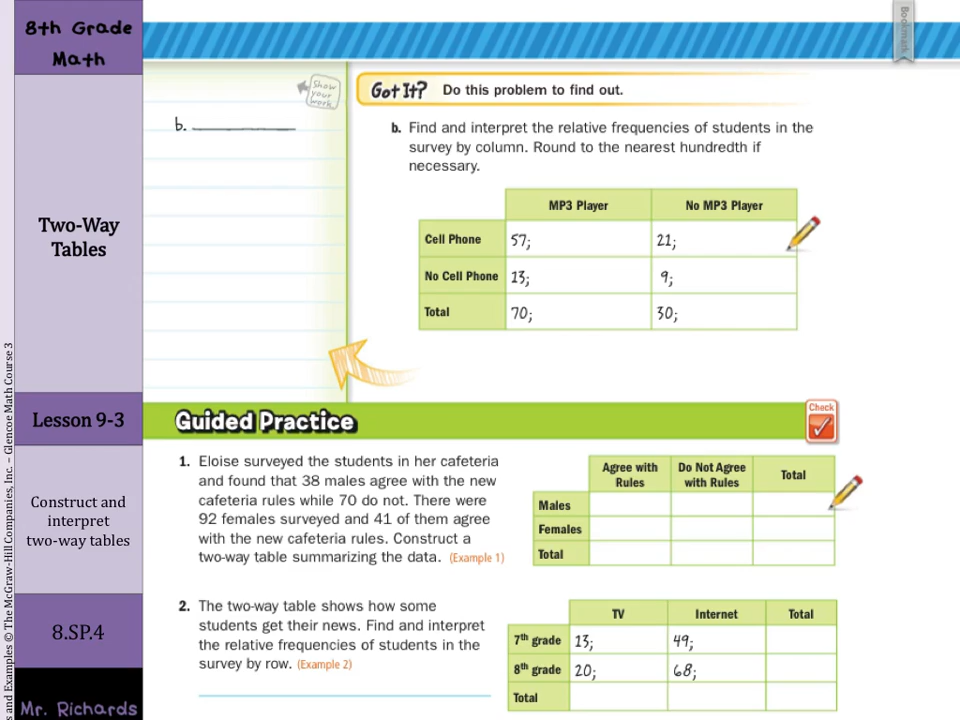 8th Grade
Math
Two-Way
Tables
Lesson 9-3
Construct and
interpret
two-way tables
8.SP.4
Mr. Richards
s and Examples © The McGraw-Hill Companies, Inc. – Glencoe Math Course 3
Bookmark
Show
your
work.
b.
Got It? Do this problem to find out.
b. Find and interpret the relative frequencies of students in the
survey by column. Round to the nearest hundredth if
necessary.
MP3 Player No MP3 Player
Cell Phone 57; 21;
No Cell Phone 13; 9;
Total 70; 30;
Guided Practice
Check
1. Eloise surveyed the students in her cafeteria
and found that 38 males agree with the new
cafeteria rules while 70 do not. There were
92 females surveyed and 41 of them agree
with the new cafeteria rules. Construct a
two-way table summarizing the data. (Example 1)
Agree with Rules Do Not Agree with Rules Total
Males
Females
Total
2. The two-way table shows how some
students get their news. Find and interpret
the relative frequencies of students in the
survey by row. (Example 2)
TV Internet Total
7th grade 13; 49;
8th grade 20; 68;
Total